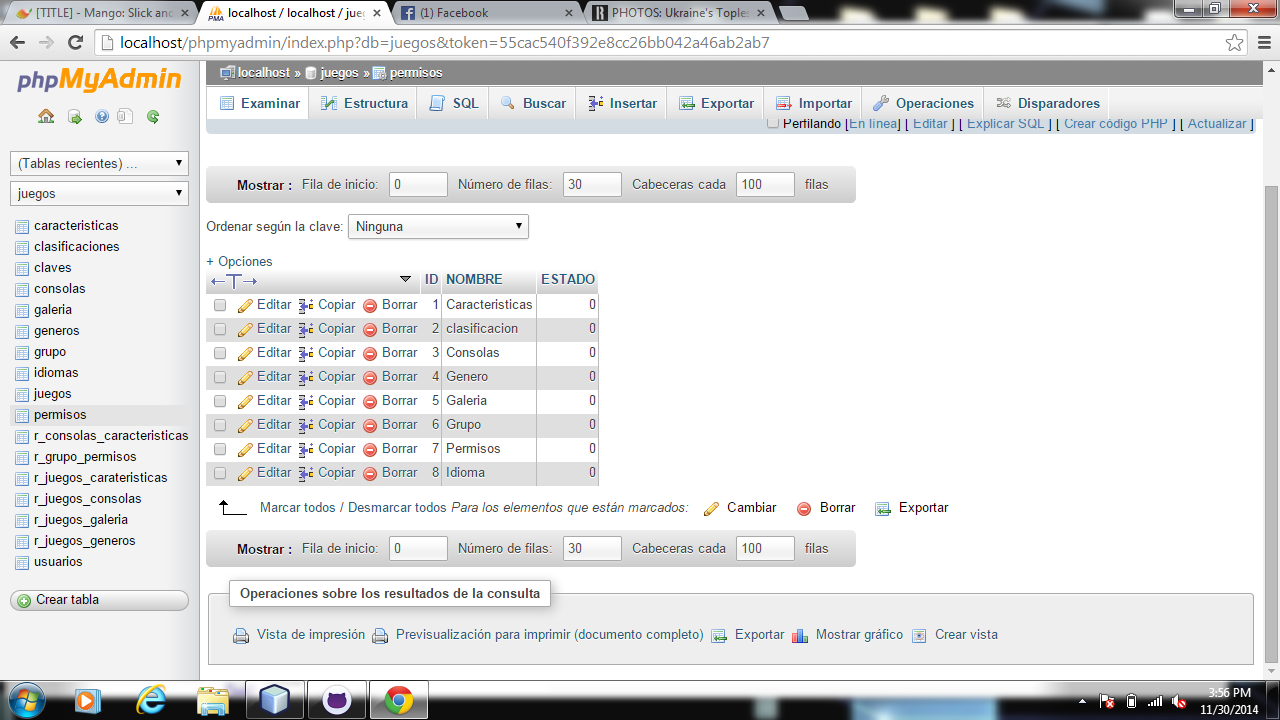 [TITLE] - Mango: Slick and
localhost / localhost / jueg
(1) Facebook
PHOTOS: Ukraine's Toples
localhost/phpmyadmin/index.php?db=juegos&token=55cac540f392e8cc26bb042a46ab2ab7
phpMyAdmin
(Tablas recientes) ...
juegos
caracteristicas
clasificaciones
claves
consolas
galeria
generos
grupo
idiomas
juegos
permisos
r_consolas_caracteristicas
r_grupo_permisos
r_juegos_carateristicas
r_juegos_consolas
r_juegos_galeria
r_juegos_generos
usuarios
Crear tabla
localhost » juegos » permisos
Examinar Estructura SQL Buscar Insertar Exportar Importar Operaciones Disparadores
Perfilando [En línea] [ Editar ] [ Explicar SQL ] [ Crear código PHP ] [ Actualizar ]
Mostrar : Fila de inicio: 0 Número de filas: 30 Cabeceras cada 100 filas
Ordenar según la clave: Ninguna
+ Opciones
ID NOMBRE ESTADO
Editar Copiar Borrar 1 Caracteristicas 0
Editar Copiar Borrar 2 clasificacion 0
Editar Copiar Borrar 3 Consolas 0
Editar Copiar Borrar 4 Genero 0
Editar Copiar Borrar 5 Galeria 0
Editar Copiar Borrar 6 Grupo 0
Editar Copiar Borrar 7 Permisos 0
Editar Copiar Borrar 8 Idioma 0
Marcar todos / Desmarcar todos Para los elementos que están marcados: Cambiar Borrar Exportar
Mostrar : Fila de inicio: 0 Número de filas: 30 Cabeceras cada 100 filas
Operaciones sobre los resultados de la consulta
Vista de impresión Previsualización para imprimir (documento completo) Exportar Mostrar gráfico Crear vista
3:56 PM
11/30/2014